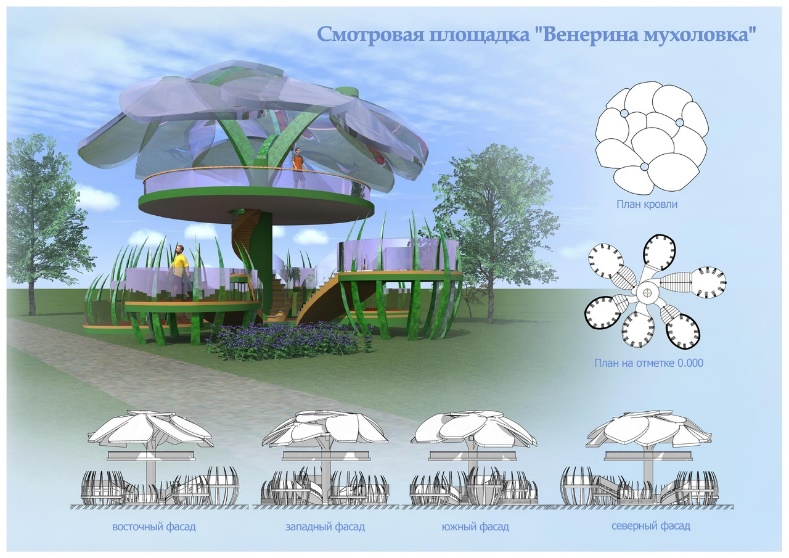 Смотровая площадка "Венерина мухоловка"
План кровли
План на отметке 0.000
восточный фасад
западный фасад
южный фасад
северный фасад